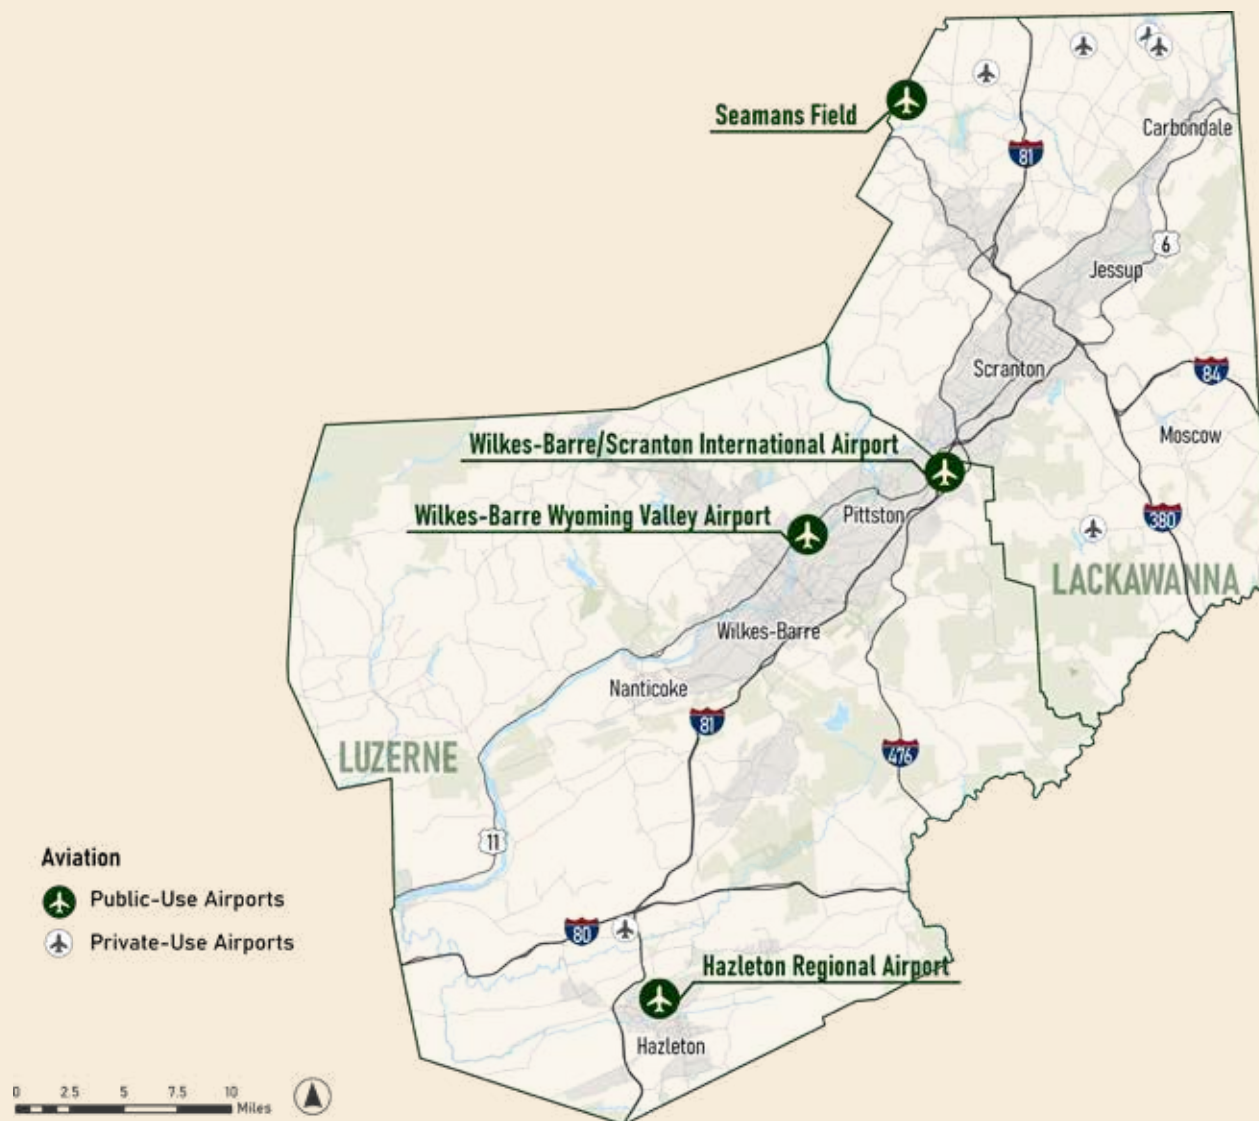 Seamans Field
81
Carbondale
6
Jessup
Scranton
84
Moscow
Wilkes-Barre/Scranton International Airport
Wilkes-Barre Wyoming Valley Airport
Pittston
380
LACKAWANNA
Wilkes-Barre
Nanticoke
81
LUZERNE
476
11
Aviation
Public-Use Airports
Private-Use Airports
80
Hazleton Regional Airport
Hazleton
0 2.5 5 7.5 10
Miles